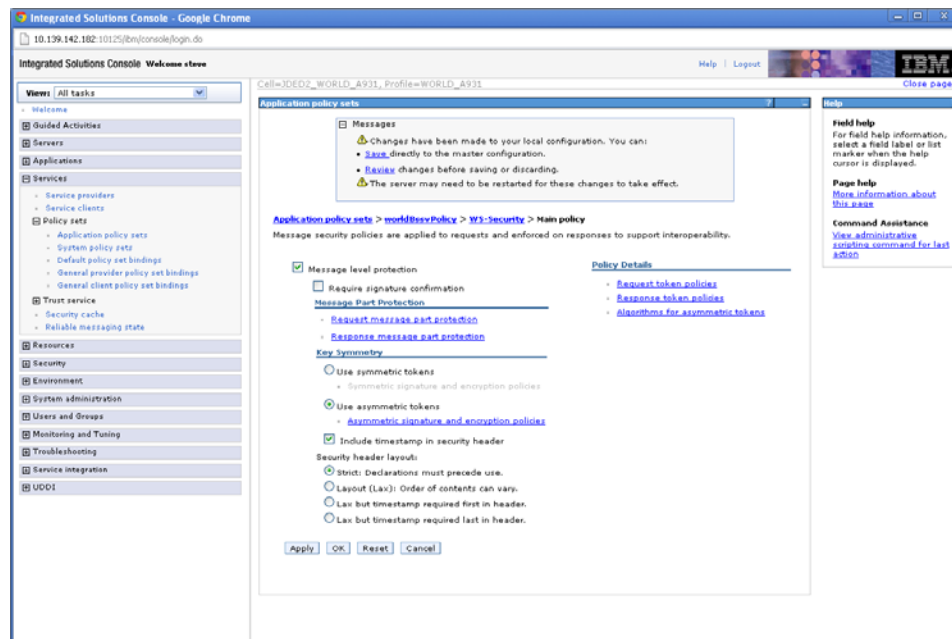 Integrated Solutions Console - Google Chrome
10.139.142.182:10125/ibm/console/login.do
Integrated Solutions Console Welcome steve
Help | Logout
IBM
View: All tasks
Welcome
Guided Activities
Servers
Applications
Services
Service providers
Service clients
Policy sets
Application policy sets
System policy sets
Default policy set bindings
General provider policy set bindings
General client policy set bindings
Trust service
Security cache
Reliable messaging state
Resources
Security
Environment
System administration
Users and Groups
Monitoring and Tuning
Troubleshooting
Service integration
UDDI
Cell=JDED2_WORLD_A931, Profile=WORLD_A931
Close page
Application policy sets
?
Messages
Changes have been made to your local configuration. You can:
Save directly to the master configuration.
Review changes before saving or discarding.
The server may need to be restarted for these changes to take effect.
Application policy sets > worldBssvPolicy > WS-Security > Main policy
Message security policies are applied to requests and enforced on responses to support interoperability.
Message level protection
Require signature confirmation
Message Part Protection
Request message part protection
Response message part protection
Key Symmetry
Use symmetric tokens
Symmetric signature and encryption policies
Use asymmetric tokens
Asymmetric signature and encryption policies
Include timestamp in security header
Security header layout:
Strict: Declarations must precede use.
Layout (Lax): Order of contents can vary.
Lax but timestamp required first in header.
Lax but timestamp required last in header.
Apply OK Reset Cancel
Policy Details
Request token policies
Response token policies
Algorithms for asymmetric tokens
Help
Field help
For field help information,
select a field label or list
marker when the help
cursor is displayed.
Page help
More information about
this page
Command Assistance
View administrative
scripting command for last
action